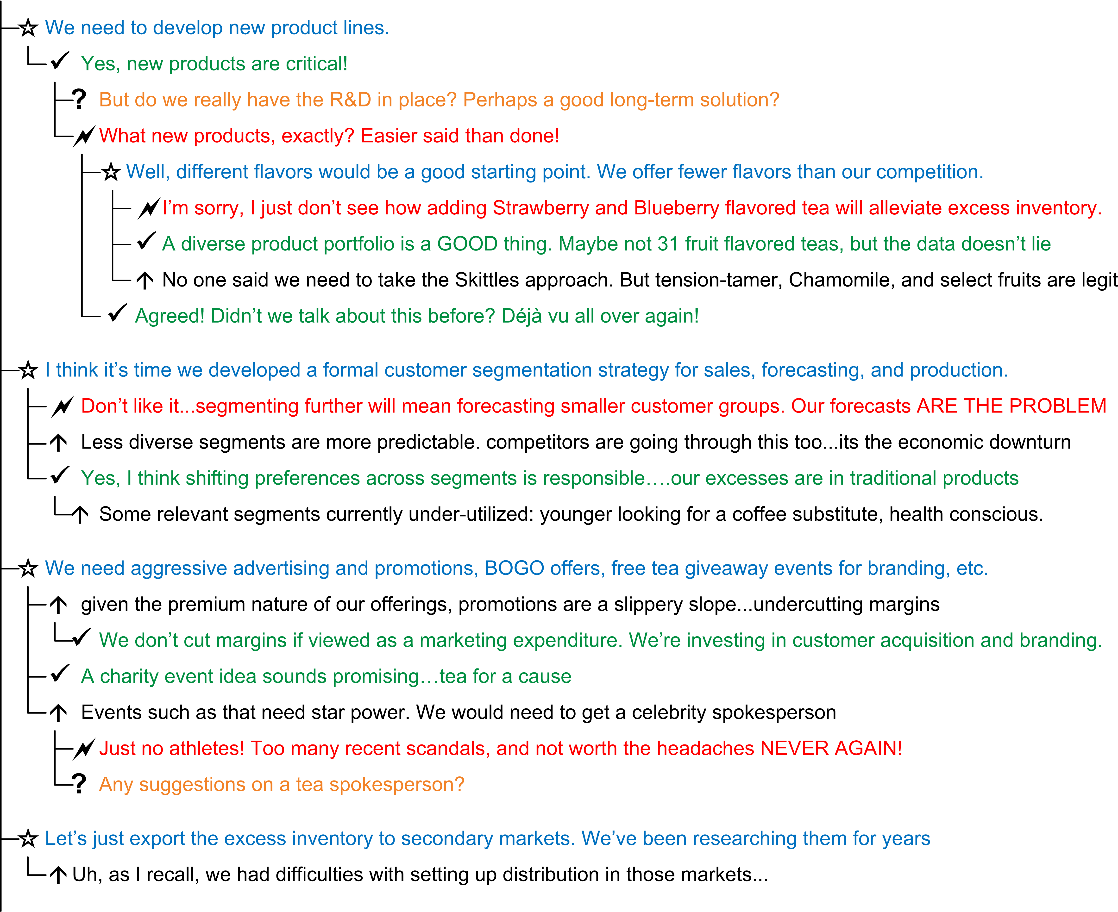 We need to develop new product lines.
Yes, new products are critical!
? But do we really have the R&D in place? Perhaps a good long-term solution?
What new products, exactly? Easier said than done!
Well, different flavors would be a good starting point. We offer fewer flavors than our competition.
I'm sorry, I just don't see how adding Strawberry and Blueberry flavored tea will alleviate excess inventory.
A diverse product portfolio is a GOOD thing. Maybe not 31 fruit flavored teas, but the data doesn't lie
No one said we need to take the Skittles approach. But tension-tamer, Chamomile, and select fruits are legit
Agreed! Didn't we talk about this before? Déjà vu all over again!
I think it's time we developed a formal customer segmentation strategy for sales, forecasting, and production.
Don't like it...segmenting further will mean forecasting smaller customer groups. Our forecasts ARE THE PROBLEM
Less diverse segments are more predictable. competitors are going through this too...its the economic downturn
Yes, I think shifting preferences across segments is responsible….our excesses are in traditional products
Some relevant segments currently under-utilized: younger looking for a coffee substitute, health conscious.
We need aggressive advertising and promotions, BOGO offers, free tea giveaway events for branding, etc.
given the premium nature of our offerings, promotions are a slippery slope...undercutting margins
We don't cut margins if viewed as a marketing expenditure. We're investing in customer acquisition and branding.
A charity event idea sounds promising…tea for a cause
Events such as that need star power. We would need to get a celebrity spokesperson
Just no athletes! Too many recent scandals, and not worth the headaches NEVER AGAIN!
? Any suggestions on a tea spokesperson?
Let's just export the excess inventory to secondary markets. We've been researching them for years
Uh, as I recall, we had difficulties with setting up distribution in those markets...